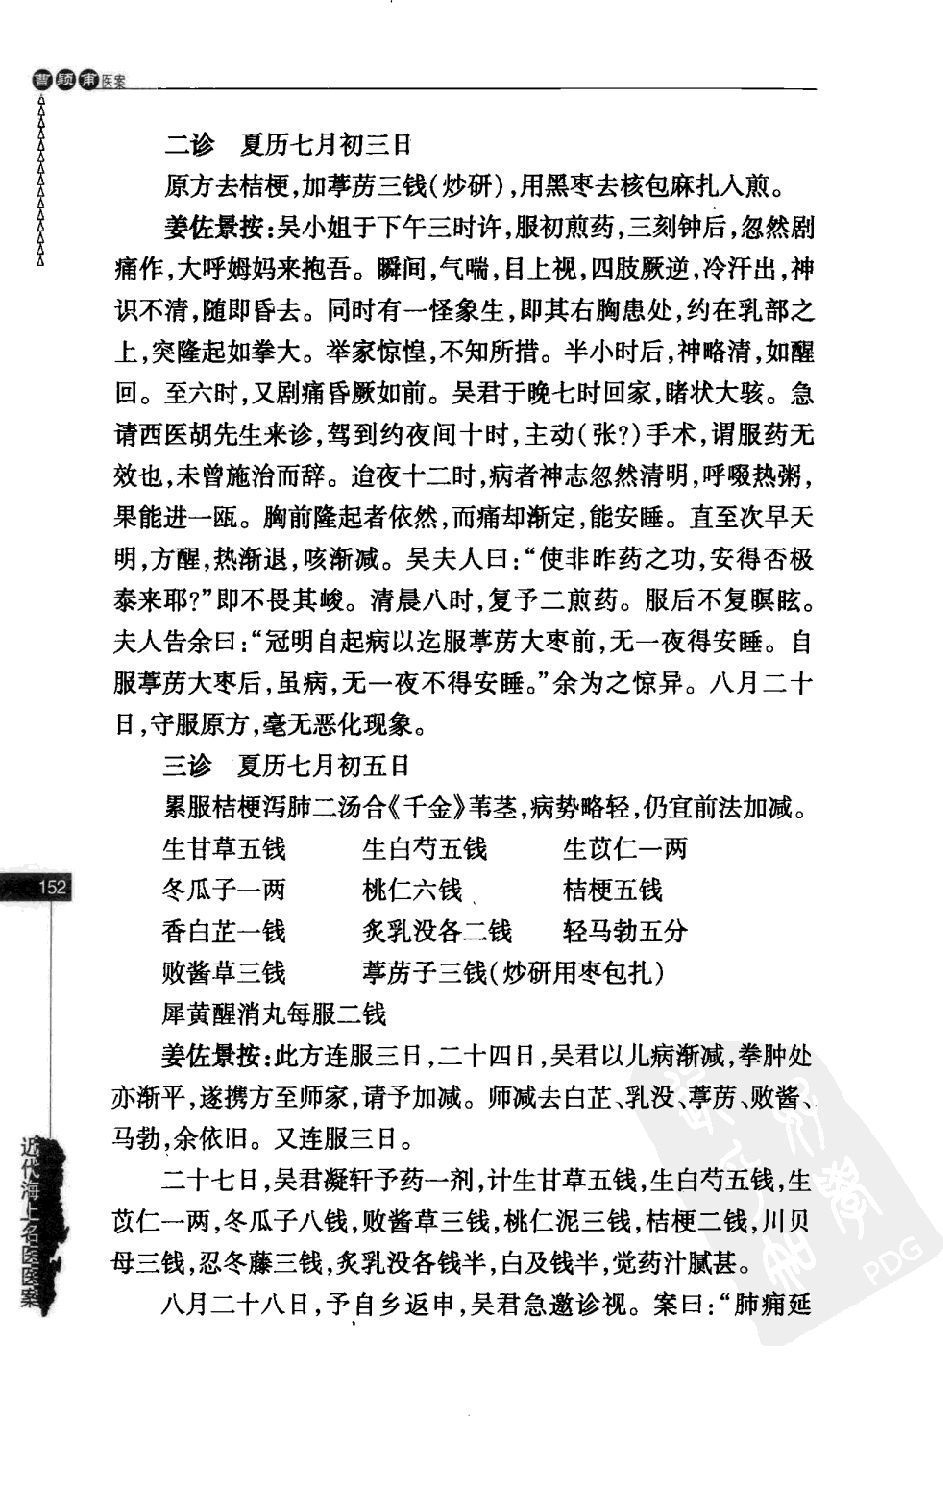 曹颖甫医案
二诊　夏历七月初三日
原方去桔梗,加葶苈三钱(炒研),用黑枣去核包麻扎入煎。
姜佐景按:吴小姐于下午三时许,服初煎药,三刻钟后,忽然剧
痛作,大呼姆妈来抱吾。瞬间,气喘,目上视,四肢厥逆,冷汗出,神
识不清,随即昏去。同时有一怪象生,即其右胸患处,约在乳部之
上,突隆起如拳大。举家惊惶,不知所措。半小时后,神略清,如醒
回。至六时,又剧痛昏厥如前。吴君于晚七时回家,睹状大骇。急
请西医胡先生来诊,驾到约夜间十时,主动(张?)手术,谓服药无
效也,未曾施治而辞。迨夜十二时,病者神志忽然清明,呼啜热粥,
果能进一瓯。胸前隆起者依然,而痛却渐定,能安睡。直至次早天
明,方醒,热渐退,咳渐减。吴夫人曰:“使非昨药之功,安得否极
泰来耶?”即不畏其峻。清晨八时,复予二煎药。服后不复瞑眩。
夫人告余曰:“冠明自起病以迄服葶苈大枣前,无一夜得安睡。自
服葶苈大枣后,虽病,无一夜不得安睡。”余为之惊异。八月二十
日,守服原方,毫无恶化现象。
三诊　夏历七月初五日
累服桔梗泻肺二汤合《千金》苇茎,病势略轻,仍宜前法加减。
生甘草五钱　生白芍五钱　生苡仁一两
冬瓜子一两　桃仁六钱　桔梗五钱
香白芷一钱　炙乳没各二钱　轻马勃五分
败酱草三钱　葶苈子三钱(炒研用枣包扎)
犀黄醒消丸每服二钱
姜佐景按:此方连服三日,二十四日,吴君以儿病渐减,拳肿处
亦渐平,遂携方至师家,请予加减。师减去白芷、乳没、葶苈、败酱、
马勃,余依旧。又连服三日。
二十七日,吴君凝轩予药一剂,计生甘草五钱,生白芍五钱,生
苡仁一两,冬瓜子八钱,败酱草三钱,桃仁泥三钱,桔梗二钱,川贝
母三钱,忍冬藤三钱,炙乳没各钱半,白及钱半,觉药汁腻甚。
八月二十八日,予自乡返申,吴君急邀诊视。案曰:“肺痈延
152
近代海上名医医案
PDG